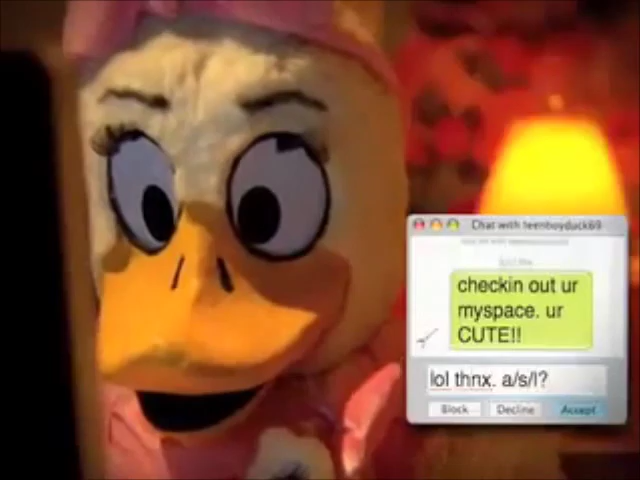 Chat with teenboyduck69
checkin out ur
myspace. ur
CUTE!!
lol thnx. a/s/l?
Block Decline Accept